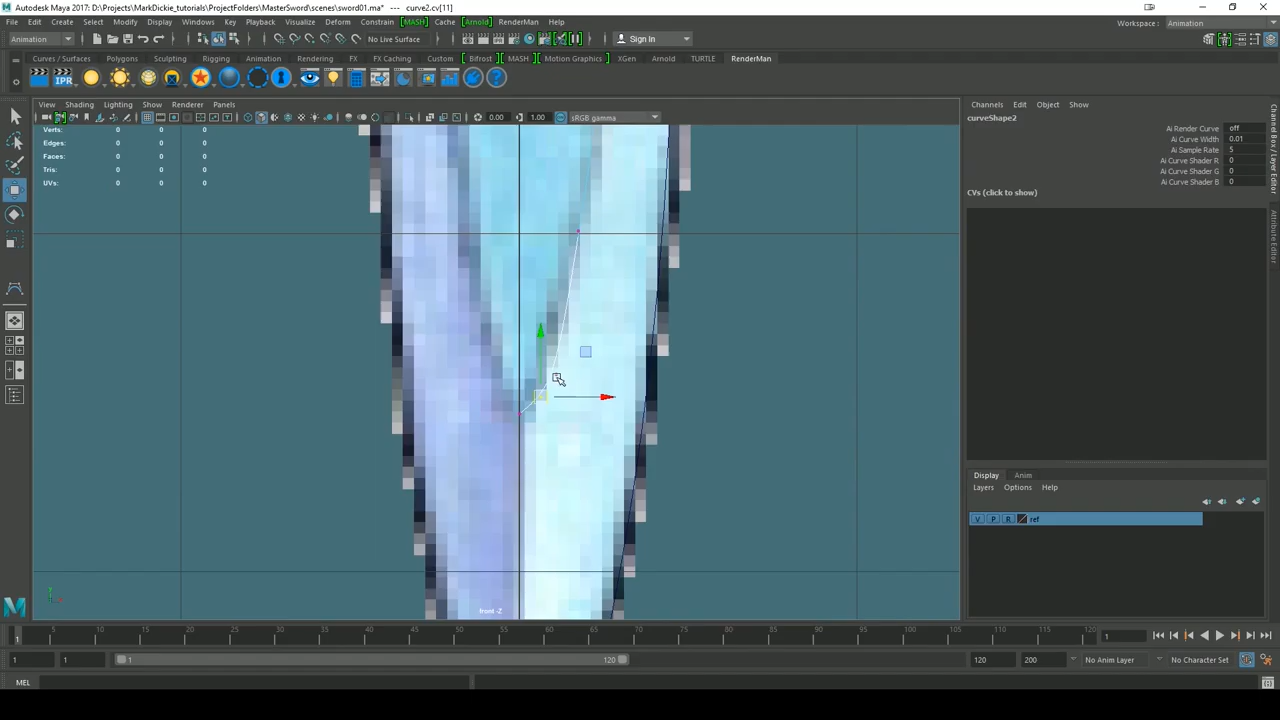 Autodesk Maya 2017: D:\Projects\MarkDickie_tutorials\ProjectFolders\MasterSword\scenes\sword01.ma* --- curve2.cv[11]
File Edit Create Select Modify Display Windows Key Playback Visualize Deform Constrain [MASH] Cache [Arnold] RenderMan Help
Workspace : Animation
Animation No Live Surface Sign In
Curves / Surfaces Polygons Sculpting Rigging Animation Rendering FX FX Caching Custom Bifrost MASH Motion Graphics XGen Arnold TURTLE RenderMan
IPR
View Shading Lighting Show Renderer Panels
0.00 1.00 sRGB gamma
Verts: 0 0 0
Edges: 0 0 0
Faces: 0 0 0
Tris: 0 0 0
UVs: 0 0 0
front -Z
Channels Edit Object Show
curveShape2
Ai Render Curve off
Ai Curve Width 0.01
Ai Sample Rate 5
Ai Curve Shader R 0
Ai Curve Shader G 0
Ai Curve Shader B 0
CVs (click to show)
Channel Box / Layer Editor
Attribute Editor
Display Anim
Layers Options Help
V P R ref
5 10 15 20 25 30 35 40 45 50 55 60 65 70 75 80 85 90 95 100 105 110 115 120
1
1
1 1 1 120 120 200 No Anim Layer No Character Set
MEL